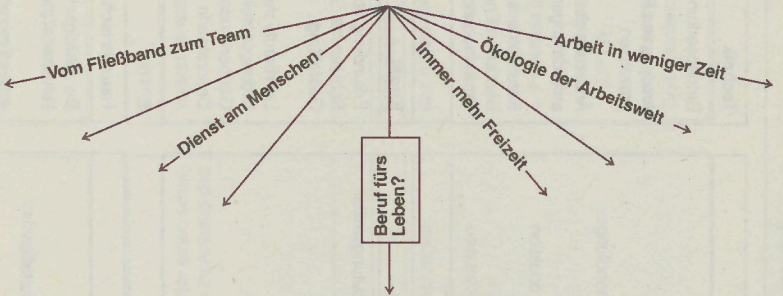 Vom Fließband zum Team
Dienst am Menschen
Beruf fürs
Leben?
Immer mehr Freizeit
Ökologie der Arbeitswelt
Arbeit in weniger Zeit